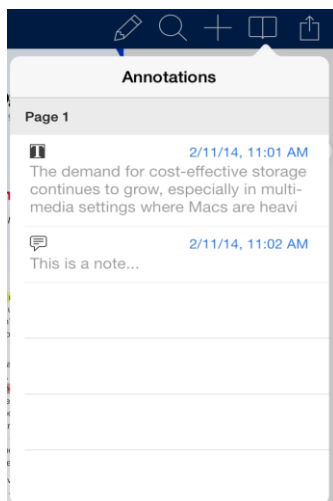 Annotations
Page 1
2/11/14, 11:01 AM
The demand for cost-effective storage
continues to grow, especially in multi-
media settings where Macs are heavi
2/11/14, 11:02 AM
This is a note...